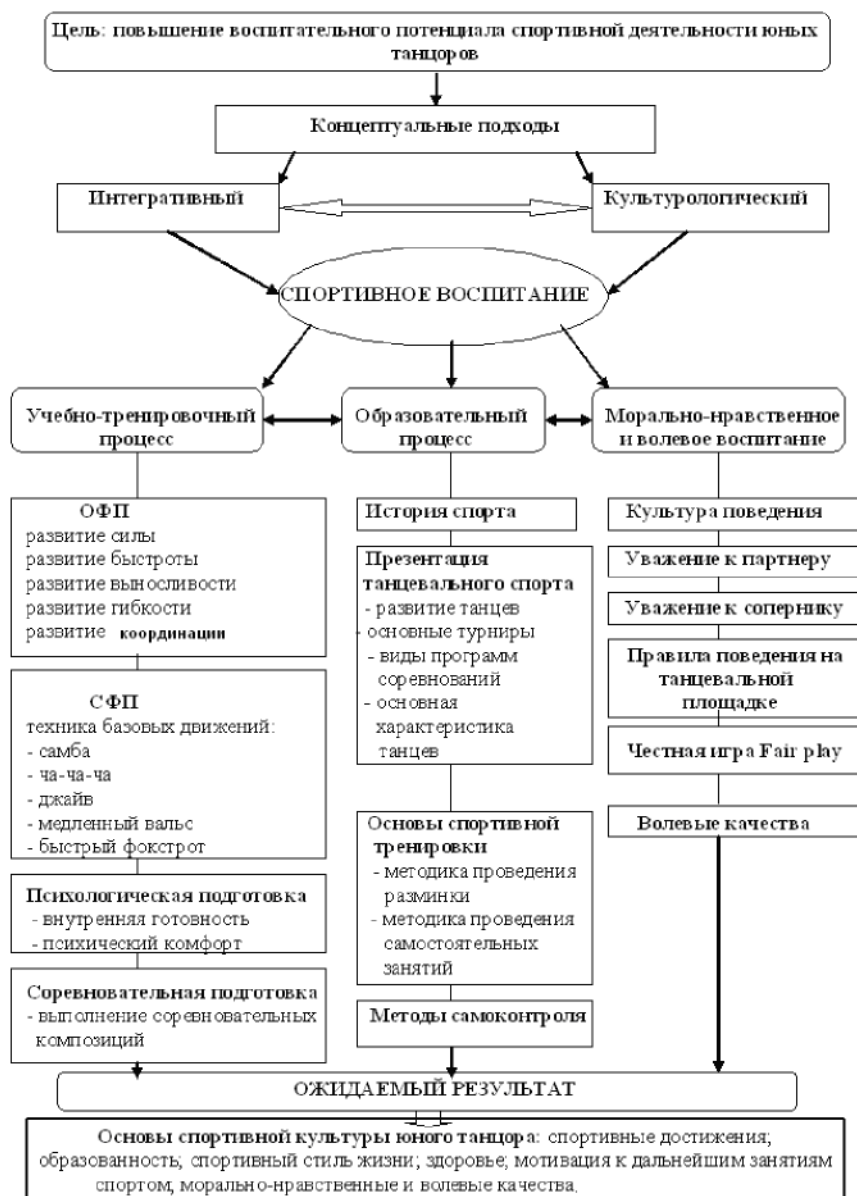 Цель: повышение воспитательного потенциала спортивной деятельности юных
танцоров
Концептуальные подходы
Интегративный
Культурологический
СПОРТИВНОЕ ВОСПИТАНИЕ
Учебно-тренировочный
процесс
Образовательный
процесс
Морально-нравственное
и волевое воспитание
ОФП
развитие силы
развитие быстроты
развитие выносливости
развитие гибкости
развитие координации
СФП
техника базовых движений:
- самба
- ча-ча-ча
- джайв
- медленный вальс
- быстрый фокстрот
Психологическая подготовка
- внутренняя готовность
- психический комфорт
Соревновательная подготовка
- выполнение соревновательных
композиций
История спорта
Презентация
танцевального спорта
- развитие танцев
- основные турниры
- виды программ
соревнований
- основная
характеристика
танцев
Основы спортивной
тренировки
- методика проведения
разминки
- методика проведения
самостоятельных
занятий
Методы самоконтроля
Культура поведения
Уважение к партнеру
Уважение к сопернику
Правила поведения на
танцевальной
площадке
Честная игра Fair play
Волевые качества
ОЖИДАЕМЫЙ РЕЗУЛЬТАТ
Основы спортивной культуры юного танцора: спортивные достижения;
образованность; спортивный стиль жизни; здоровье; мотивация к дальнейшим занятиям
спортом, морально-нравственные и волевые качества.